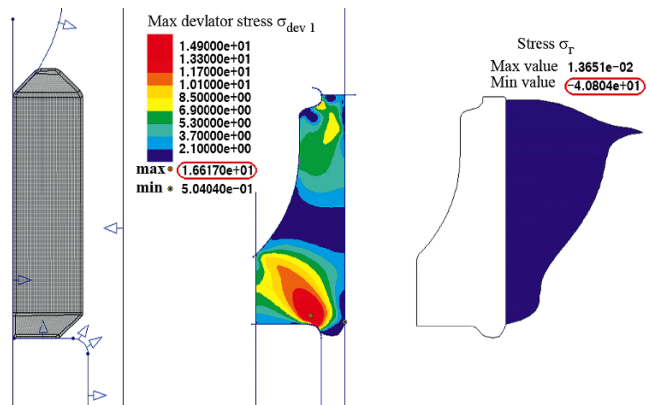 Max deviator stress σdev 1
1.49000e+01
1.33000e+01
1.17000e+01
1.01000e+01
8.50000e+00
6.90000e+00
5.30000e+00
3.70000e+00
2.10000e+00
max 1.66170e+01
min 5.04040e-01
Stress σr
Max value 1.3651e-02
Min value -4.0804e+01